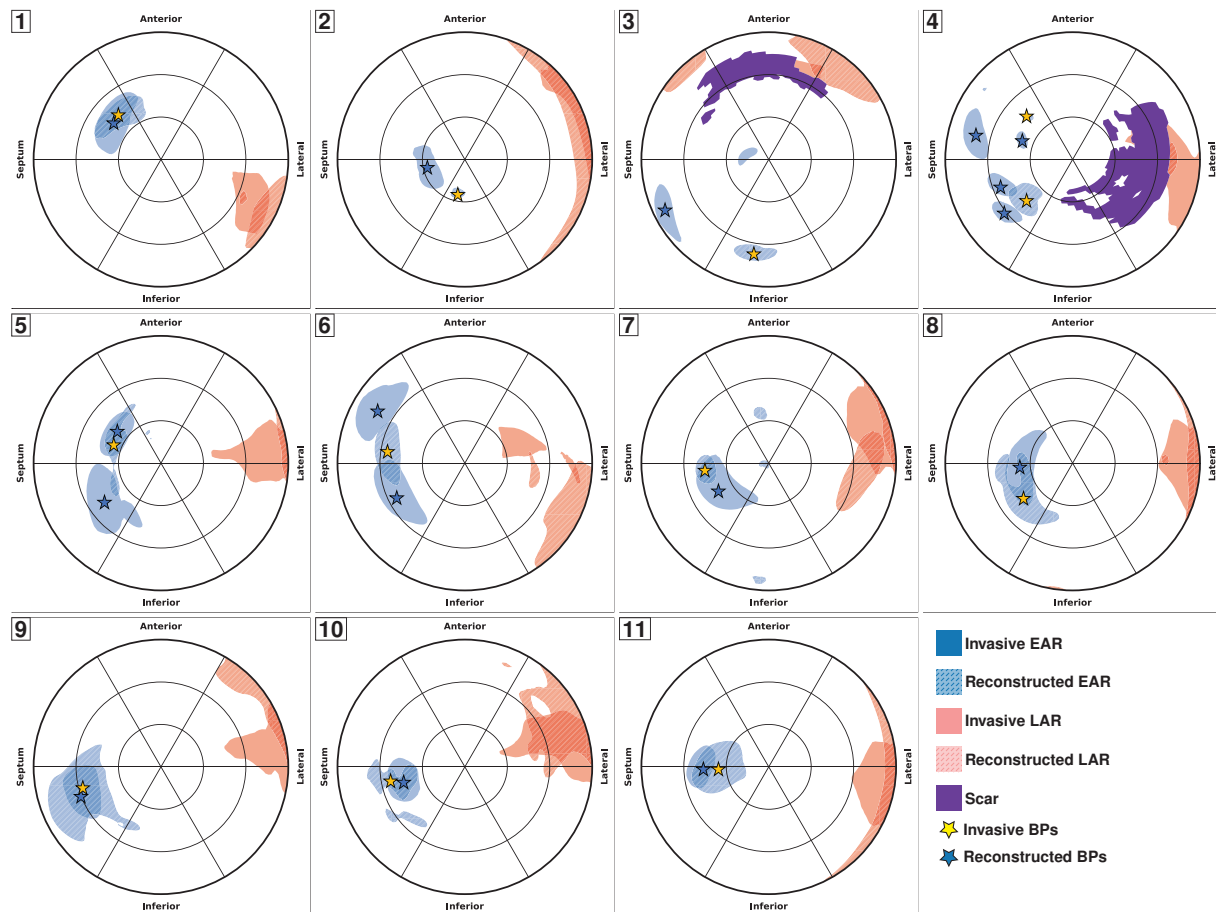 1
Anterior
Septum
Lateral
Inferior
2
Anterior
Septum
Lateral
Inferior
3
Anterior
Septum
Lateral
Inferior
4
Anterior
Septum
Lateral
Inferior
5
Anterior
Septum
Lateral
Inferior
6
Anterior
Septum
Lateral
Inferior
7
Anterior
Septum
Lateral
Inferior
8
Anterior
Septum
Lateral
Inferior
9
Anterior
Septum
Lateral
Inferior
10
Anterior
Septum
Lateral
Inferior
11
Anterior
Septum
Lateral
Inferior
Invasive EAR
Reconstructed EAR
Invasive LAR
Reconstructed LAR
Scar
Invasive BPs
Reconstructed BPs